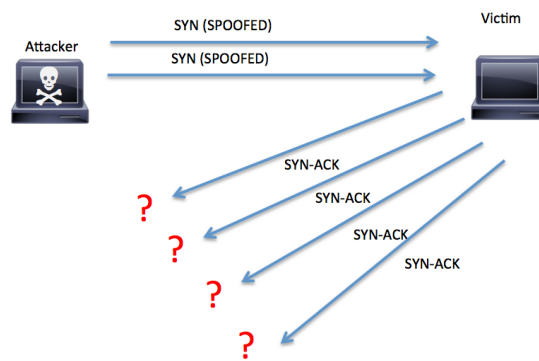 SYN (SPOOFED)
Victim
Attacker
SYN (SPOOFED)
SYN-ACK
?
SYN-ACK
?
SYN-ACK
?
SYN-ACK
?